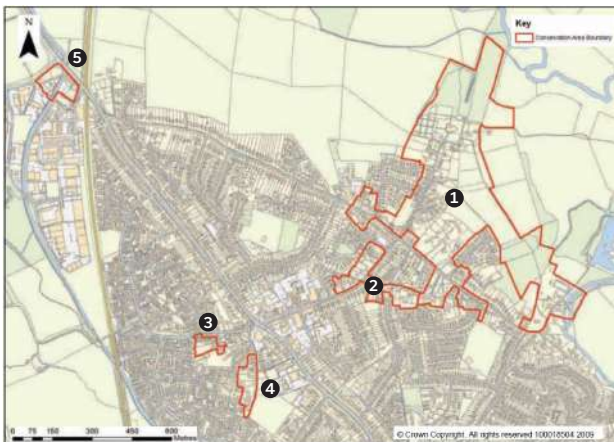 N
Key
Conservation Area Boundary
5
1
2
3
4
0 75 150 300 450 600
Metres
© Crown Copyright. All rights reserved 100018504 2009